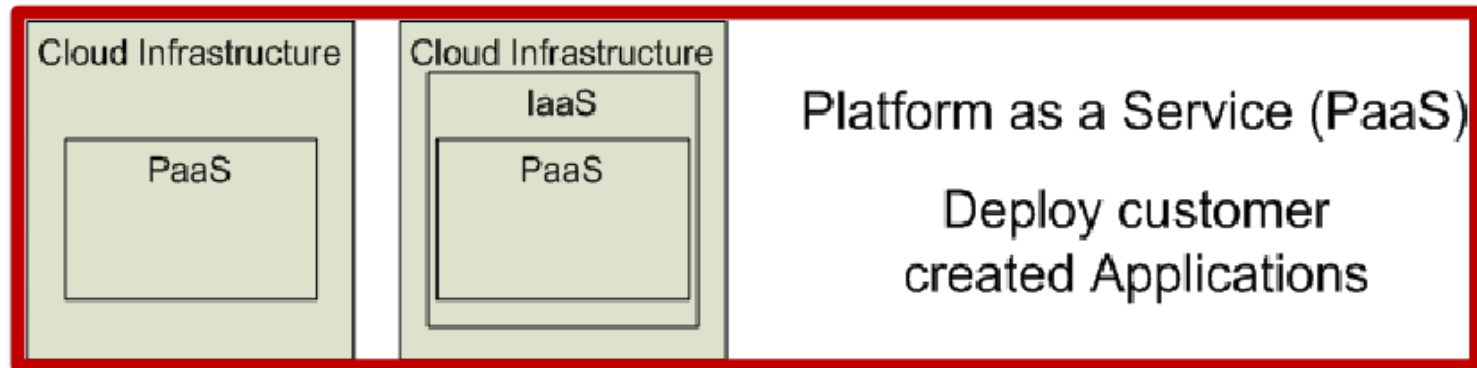 Cloud Infrastructure
PaaS
Cloud Infrastructure
IaaS
PaaS
Platform as a Service (PaaS)
Deploy customer
created Applications